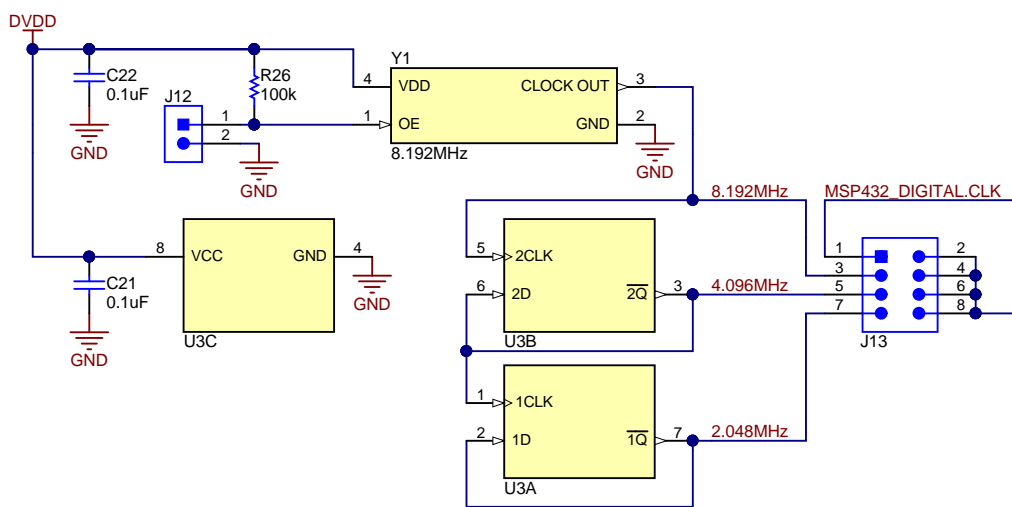 DVDD
Y1
C22
0.1uF
R26
100k
J12
1
2
GND
GND
4
VDD
CLOCK OUT
3
1
OE
GND
2
8.192MHz
GND
8.192MHz
MSP432_DIGITAL.CLK
8
VCC
GND
4
GND
C21
0.1uF
GND
U3C
5
2CLK
6
2D
2Q
3
4.096MHz
U3B
1
2
3
4
5
6
7
8
J13
1
1CLK
2
1D
1Q
7
2.048MHz
U3A